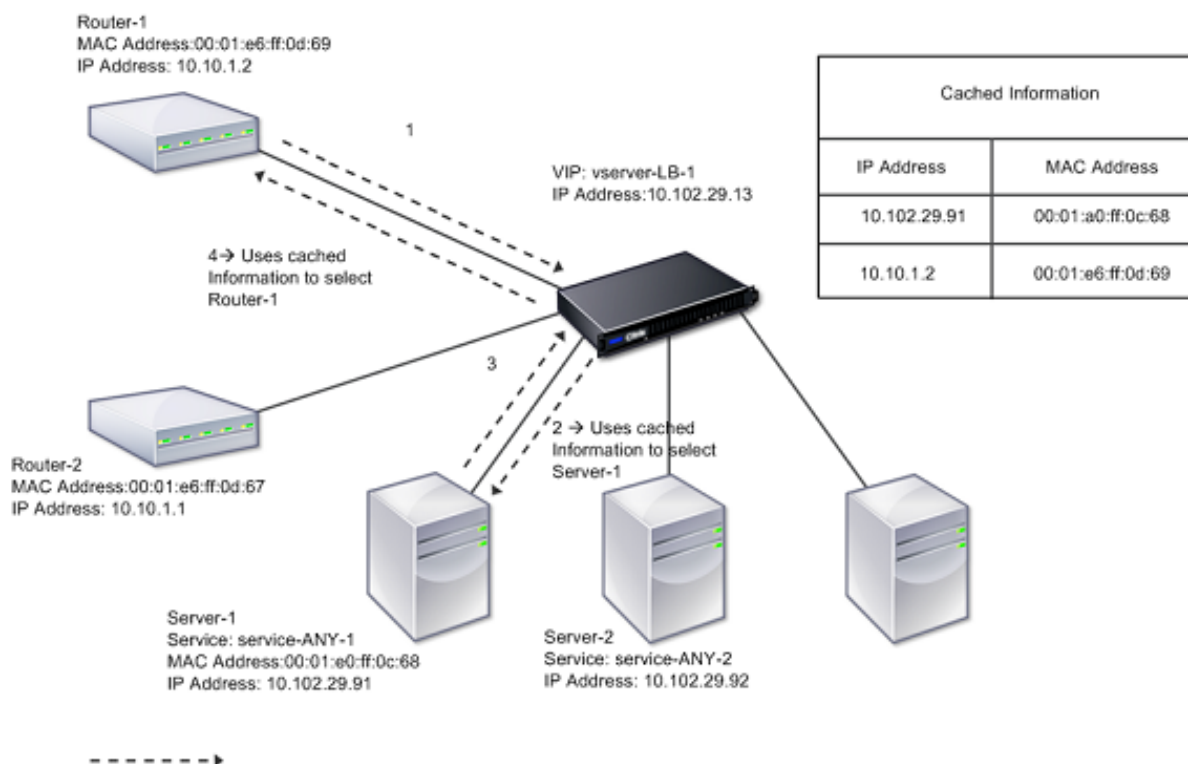 Router-1
MAC Address:00:01:e6:ff:0d:69
IP Address: 10.10.1.2
1
VIP: vserver-LB-1
IP Address:10.102.29.13
Cached Information
IP Address MAC Address
10.102.29.91 00:01:a0:ff:0c:68
10.10.1.2 00:01:e6:ff:0d:69
4→ Uses cached
Information to select
Router-1
3
2 → Uses cached
Information to select
Server-1
Router-2
MAC Address:00:01:e6:ff:0d:67
IP Address: 10.10.1.1
Server-1
Service: service-ANY-1
MAC Address:00:01:e0:ff:0c:68
IP Address: 10.102.29.91
Server-2
Service: service-ANY-2
IP Address: 10.102.29.92